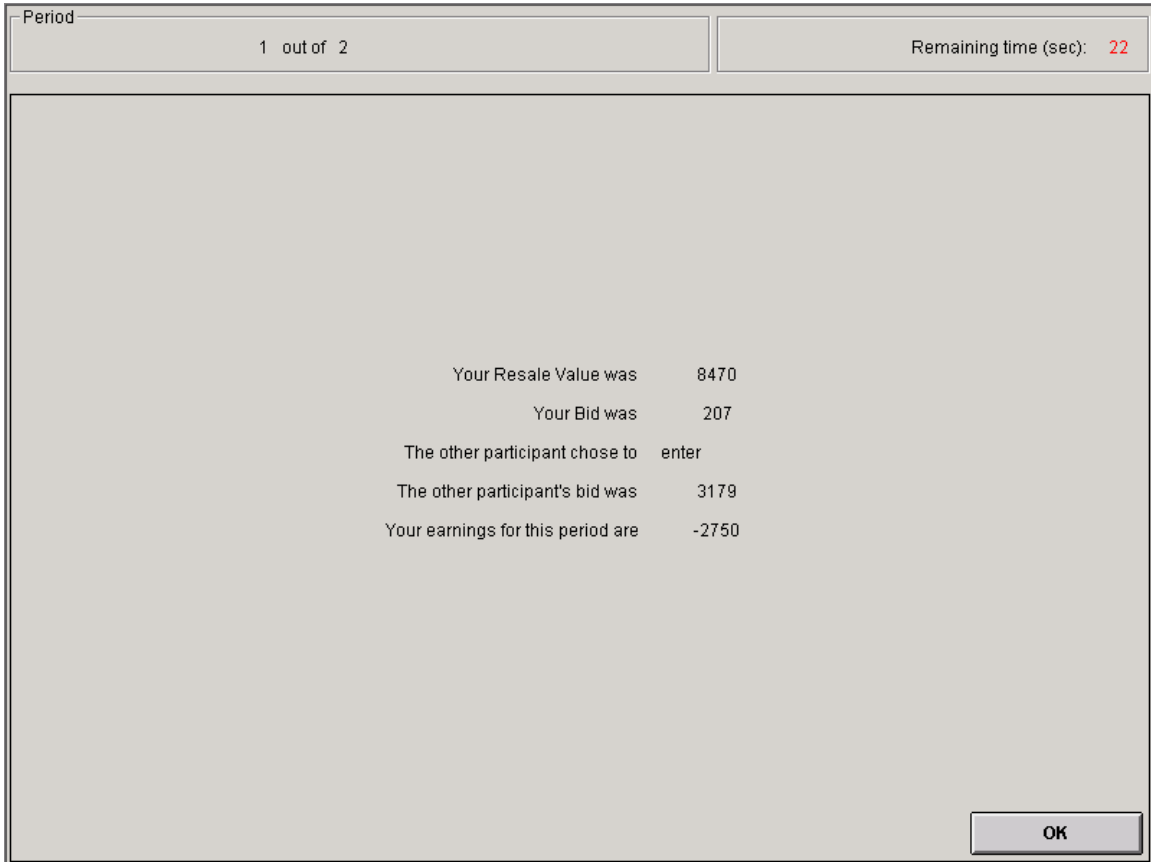 Period
1 out of 2
Remaining time (sec): 22
Your Resale Value was 8470
Your Bid was 207
The other participant chose to enter
The other participant's bid was 3179
Your earnings for this period are -2750
OK